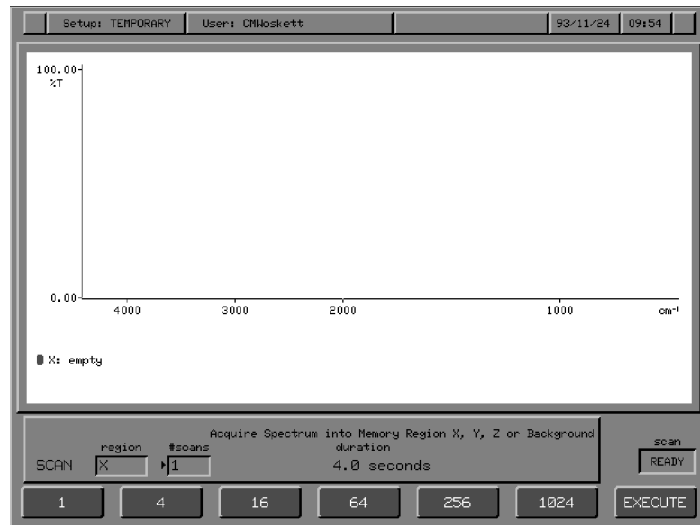 Setup: TEMPORARY User: CMWoskett 93/11/24 09:54
100.00
%T
0.00
4000 3000 2000 1000 cm-1
X: empty
Acquire Spectrum into Memory Region X, Y, Z or Background
region #scans duration scan
SCAN X 1 4.0 seconds READY
1 4 16 64 256 1024 EXECUTE